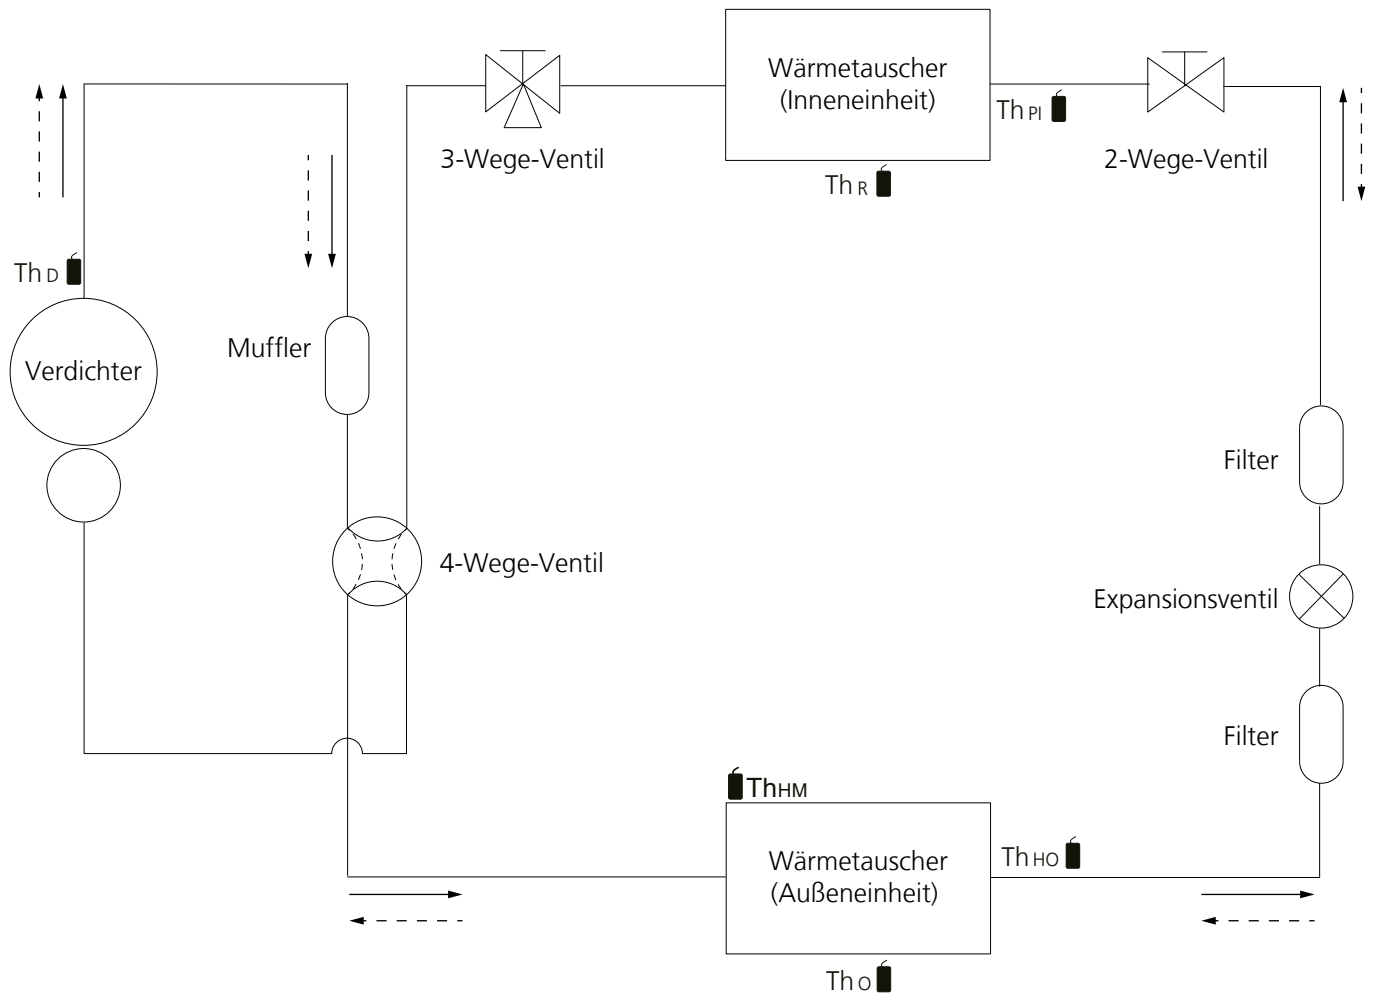 Wärmetauscher
(Inneneinheit)
Th PI
3-Wege-Ventil
2-Wege-Ventil
Th R
Th D
Muffler
Verdichter
Filter
4-Wege-Ventil
Expansionsventil
Filter
ThHM
Wärmetauscher
(Außeneinheit)
Th HO
Th O